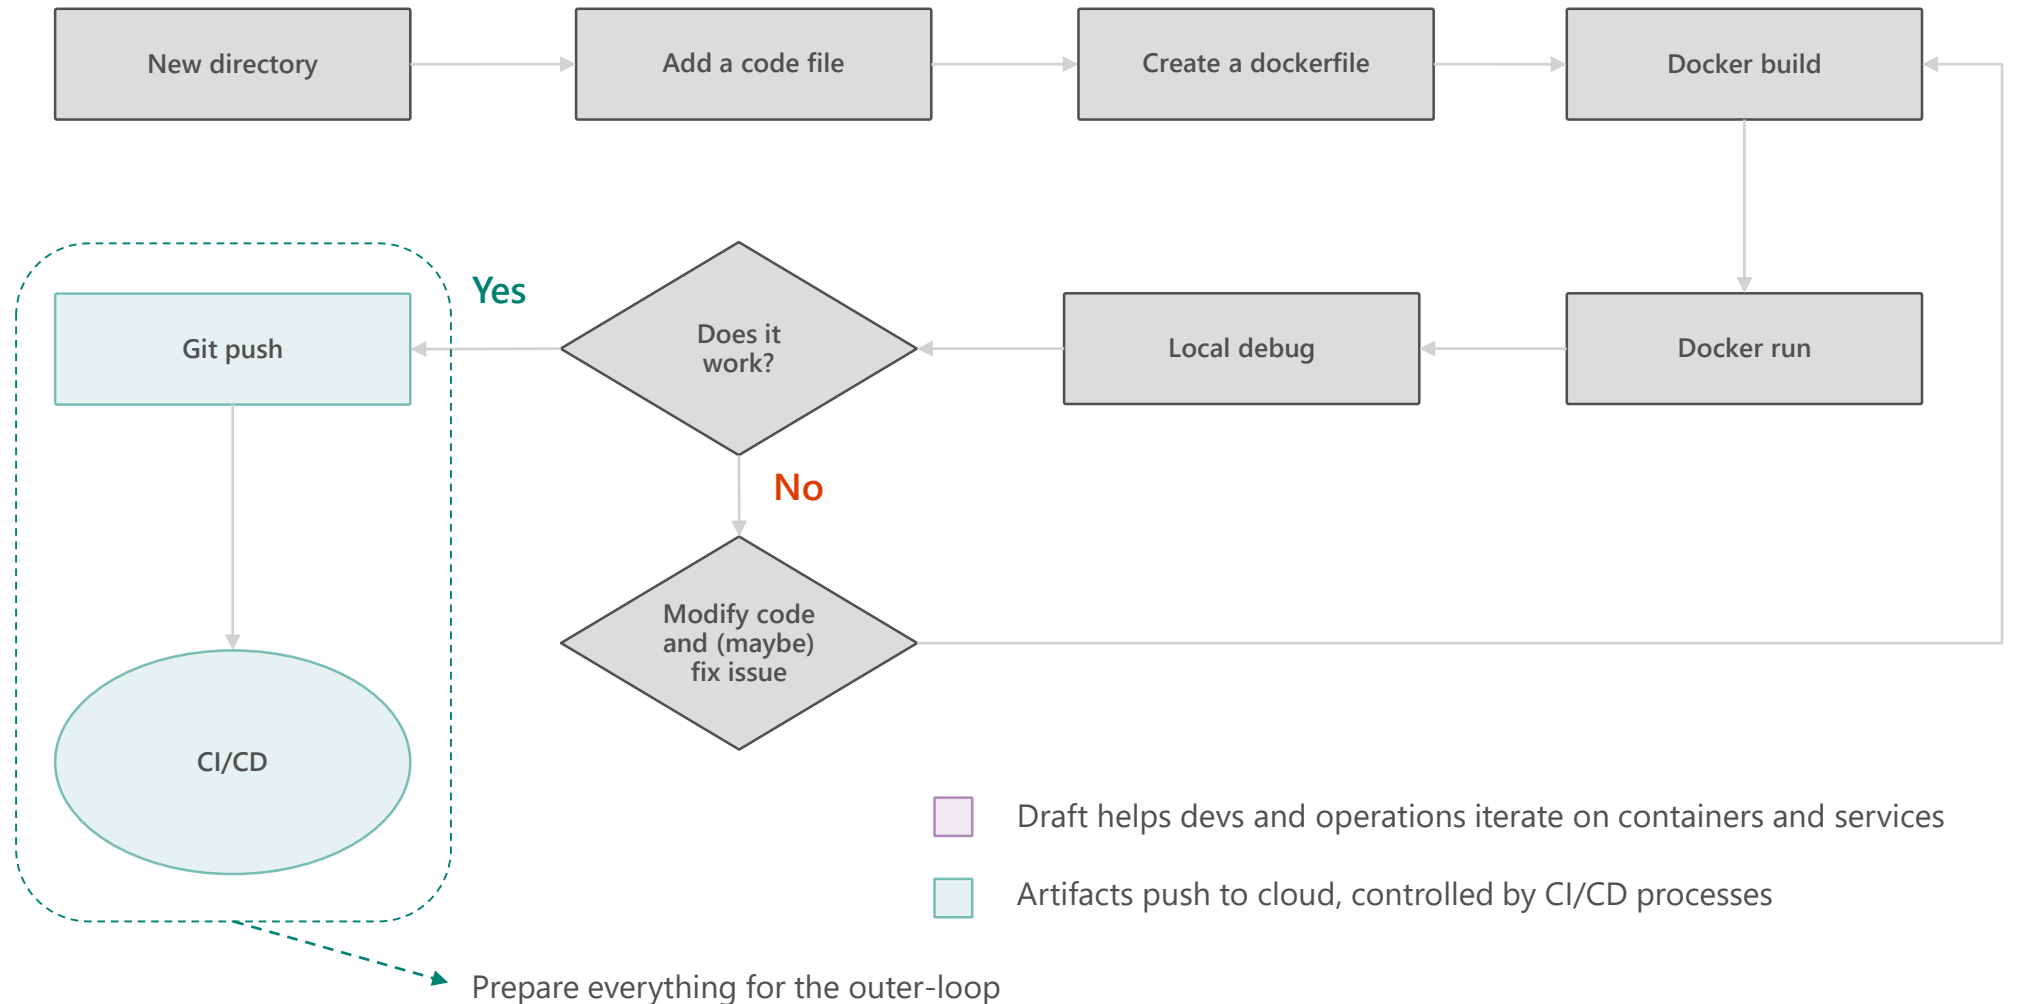 New directory
Add a code file
Create a dockerfile
Docker build
Yes
Git push
Does it
work?
Local debug
Docker run
No
Modify code
and (maybe)
fix issue
CI/CD
Draft helps devs and operations iterate on containers and services
Artifacts push to cloud, controlled by CI/CD processes
Prepare everything for the outer-loop